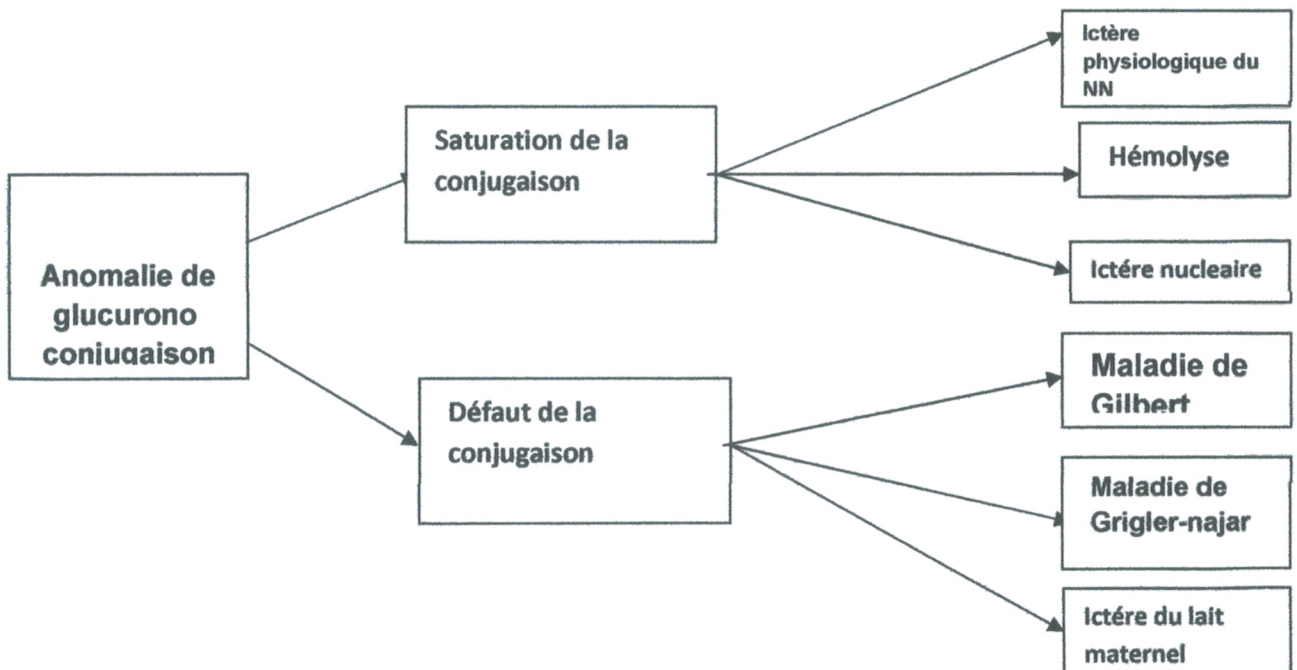 Anomalie de
glucurono
conjugaison
Saturation de la
conjugaison
Ictère
physiologique du
NN
Hémolyse
Ictére nucleaire
Défaut de la
conjugaison
Maladie de
Gilbert
Maladie de
Grigler-najar
Ictére du lait
maternel